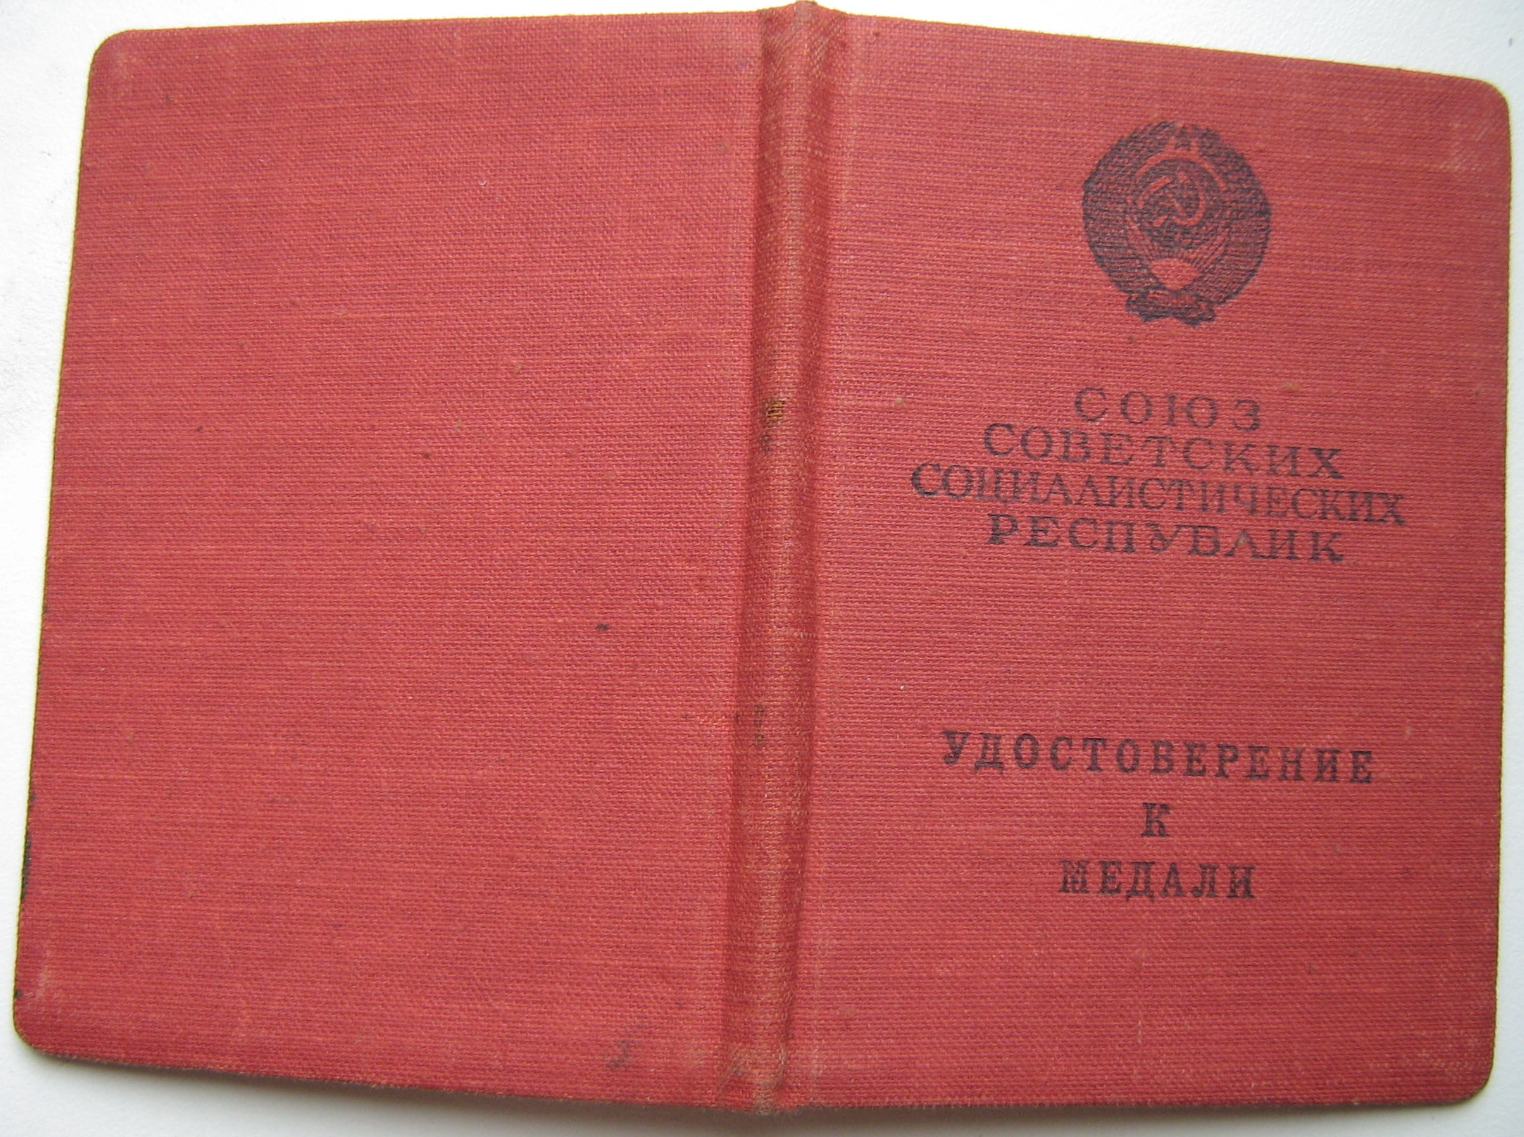 СОЮЗ
СОВЕТСКИХ
СОЦИАЛИСТИЧЕСКИХ
РЕСПУБЛИК
УДОСТОВЕРЕНИЕ
К
МЕДАЛИ